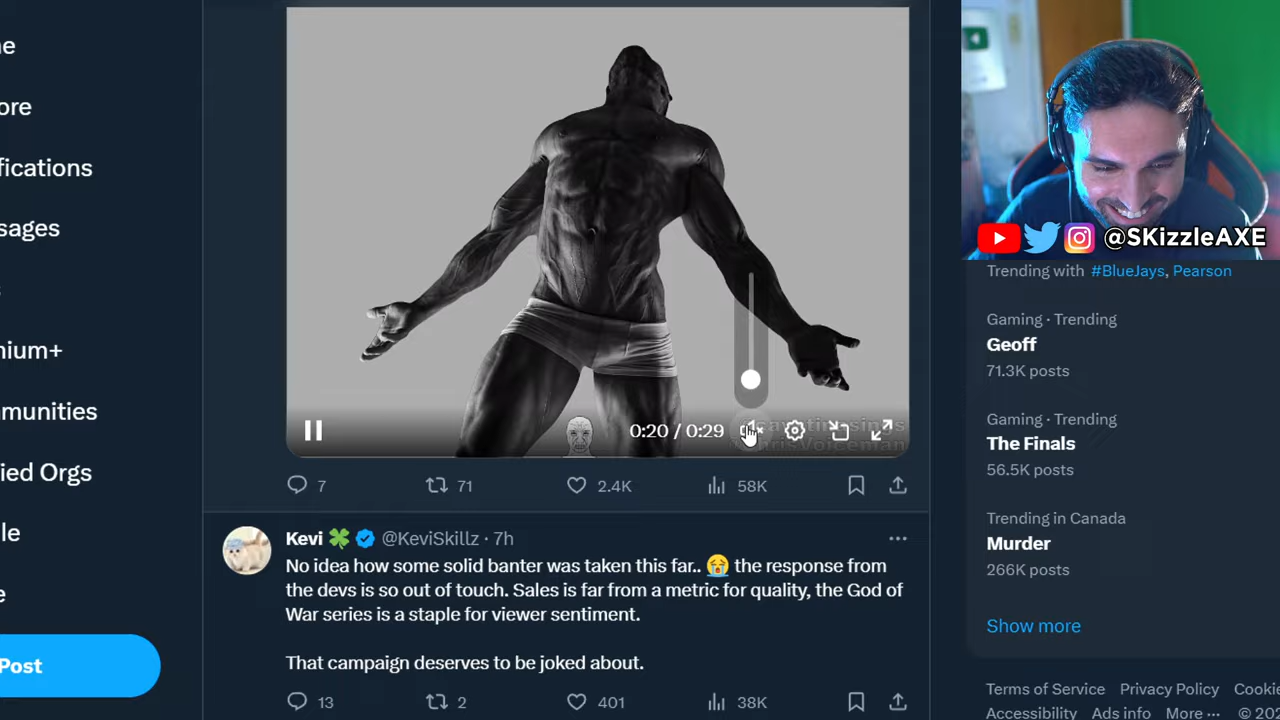 me
ore
fications
sages
nium+
munities
fied Orgs
le
Post
0:20 / 0:29
7
71
2.4K
58K
Kevi 🍀 @KeviSkillz · 7h
No idea how some solid banter was taken this far.. 😭 the response from
the devs is so out of touch. Sales is far from a metric for quality, the God of
War series is a staple for viewer sentiment.
That campaign deserves to be joked about.
13
2
401
38K
@SKizzleAXE
Trending with #BlueJays, Pearson
Gaming · Trending
Geoff
71.3K posts
Gaming · Trending
The Finals
56.5K posts
Trending in Canada
Murder
266K posts
Show more
Terms of Service Privacy Policy Cookie
Accessibility Ads info More ··· © 202